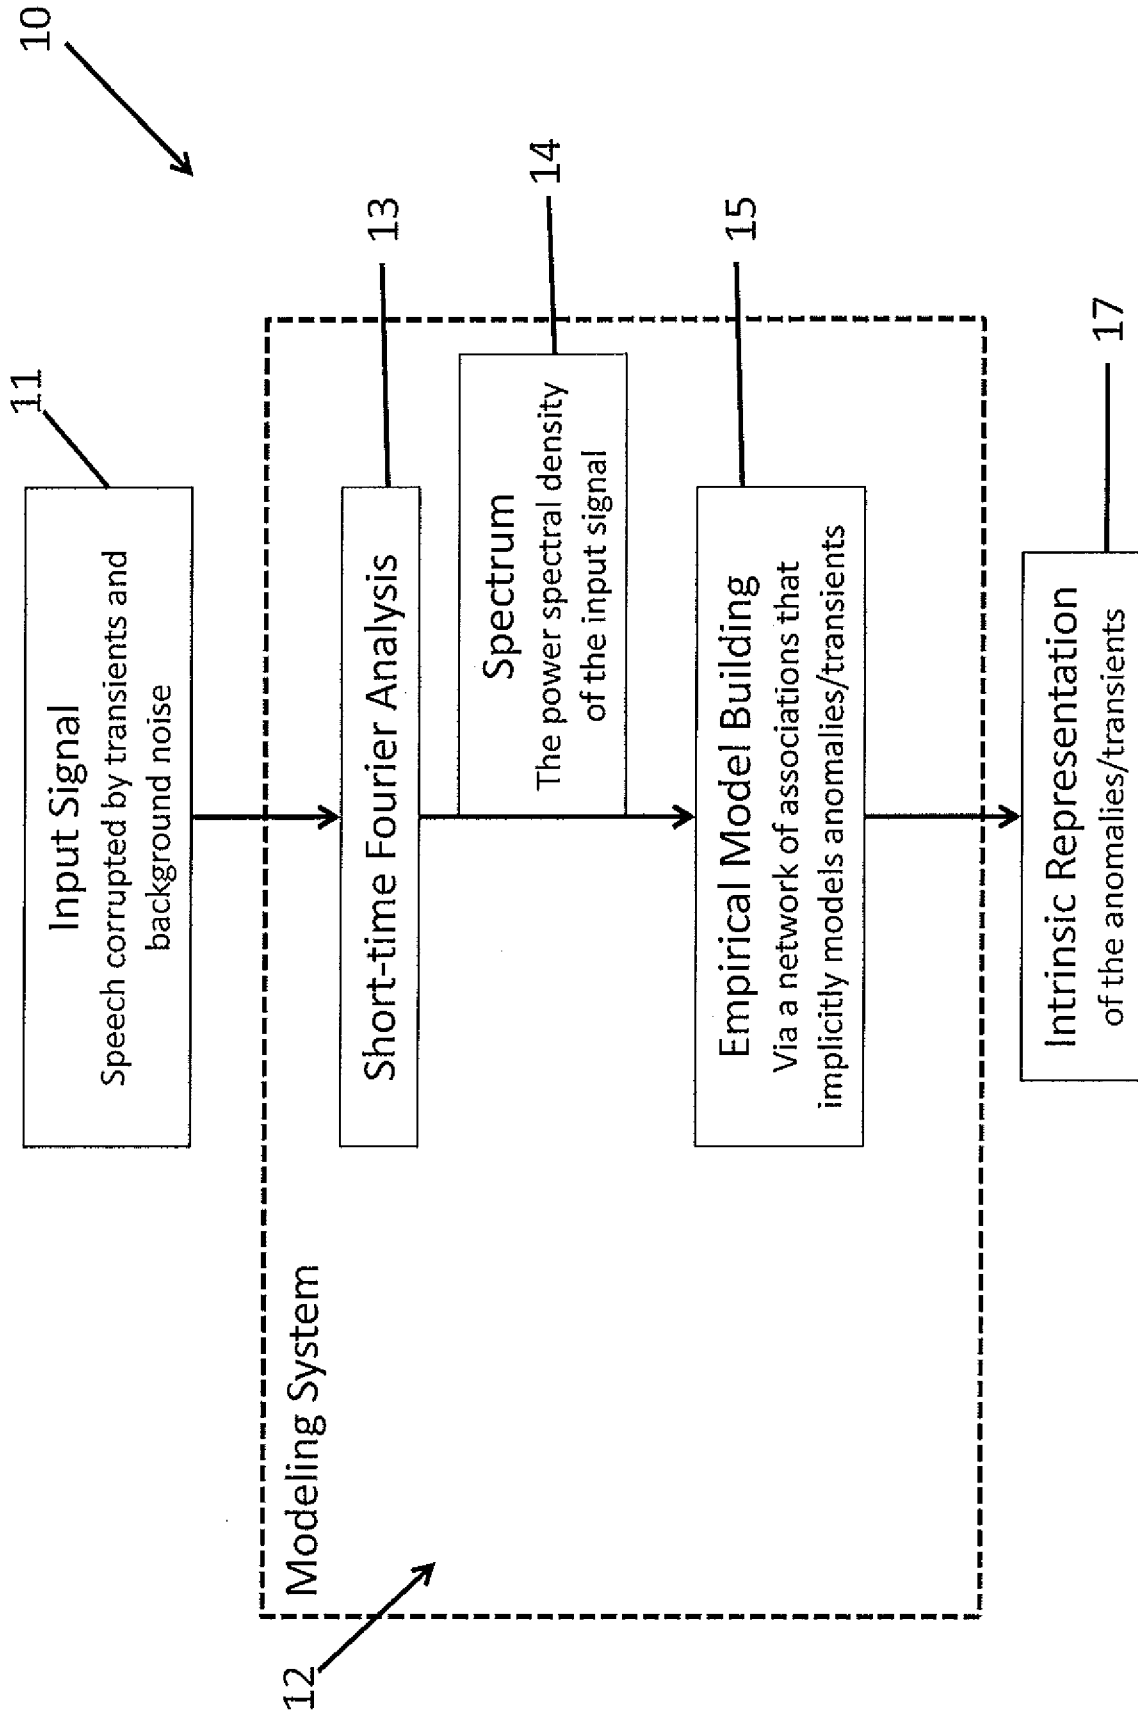 10
11
Input Signal
Speech corrupted by transients and
background noise
12
Modeling System
13
Short-time Fourier Analysis
14
Spectrum
The power spectral density
of the input signal
15
Empirical Model Building
Via a network of associations that
implicitly models anomalies/transients
17
Intrinsic Representation
of the anomalies/transients